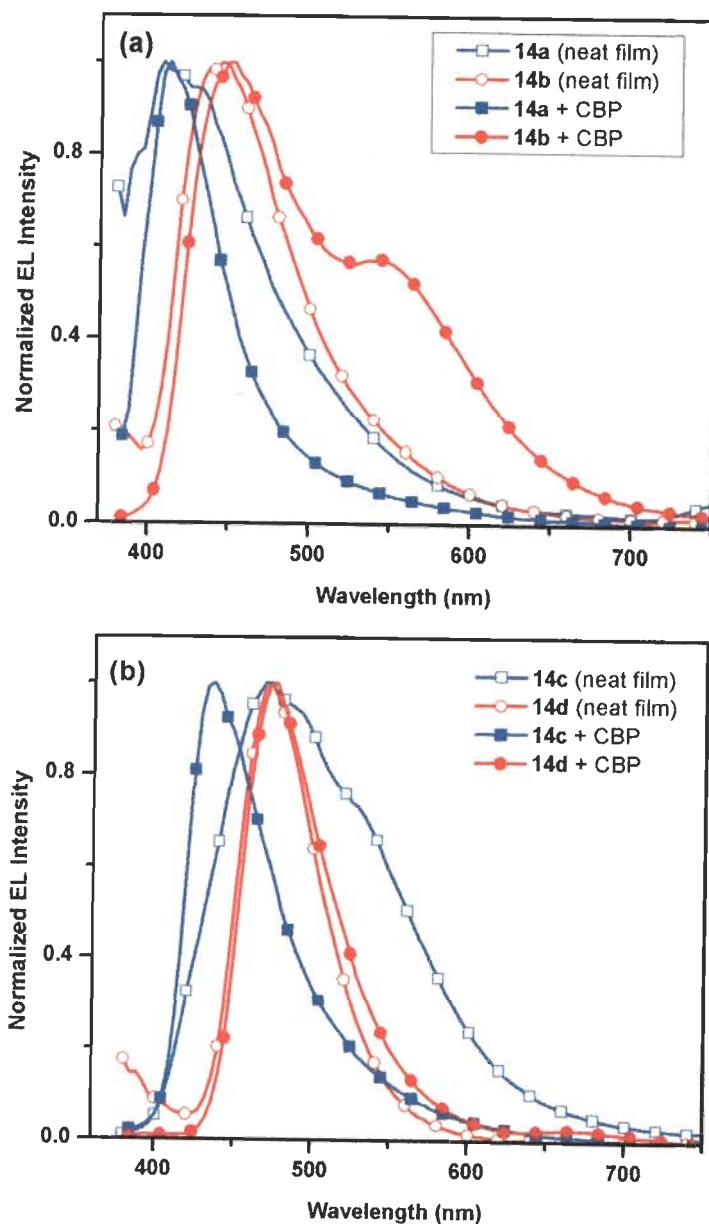 (a)
14a (neat film)
14b (neat film)
14a + CBP
14b + CBP
0.8
0.4
0.0
Normalized EL Intensity
400
500
600
700
Wavelength (nm)
(b)
14c (neat film)
14d (neat film)
14c + CBP
14d + CBP
0.8
0.4
0.0
Normalized EL Intensity
400
500
600
700
Wavelength (nm)